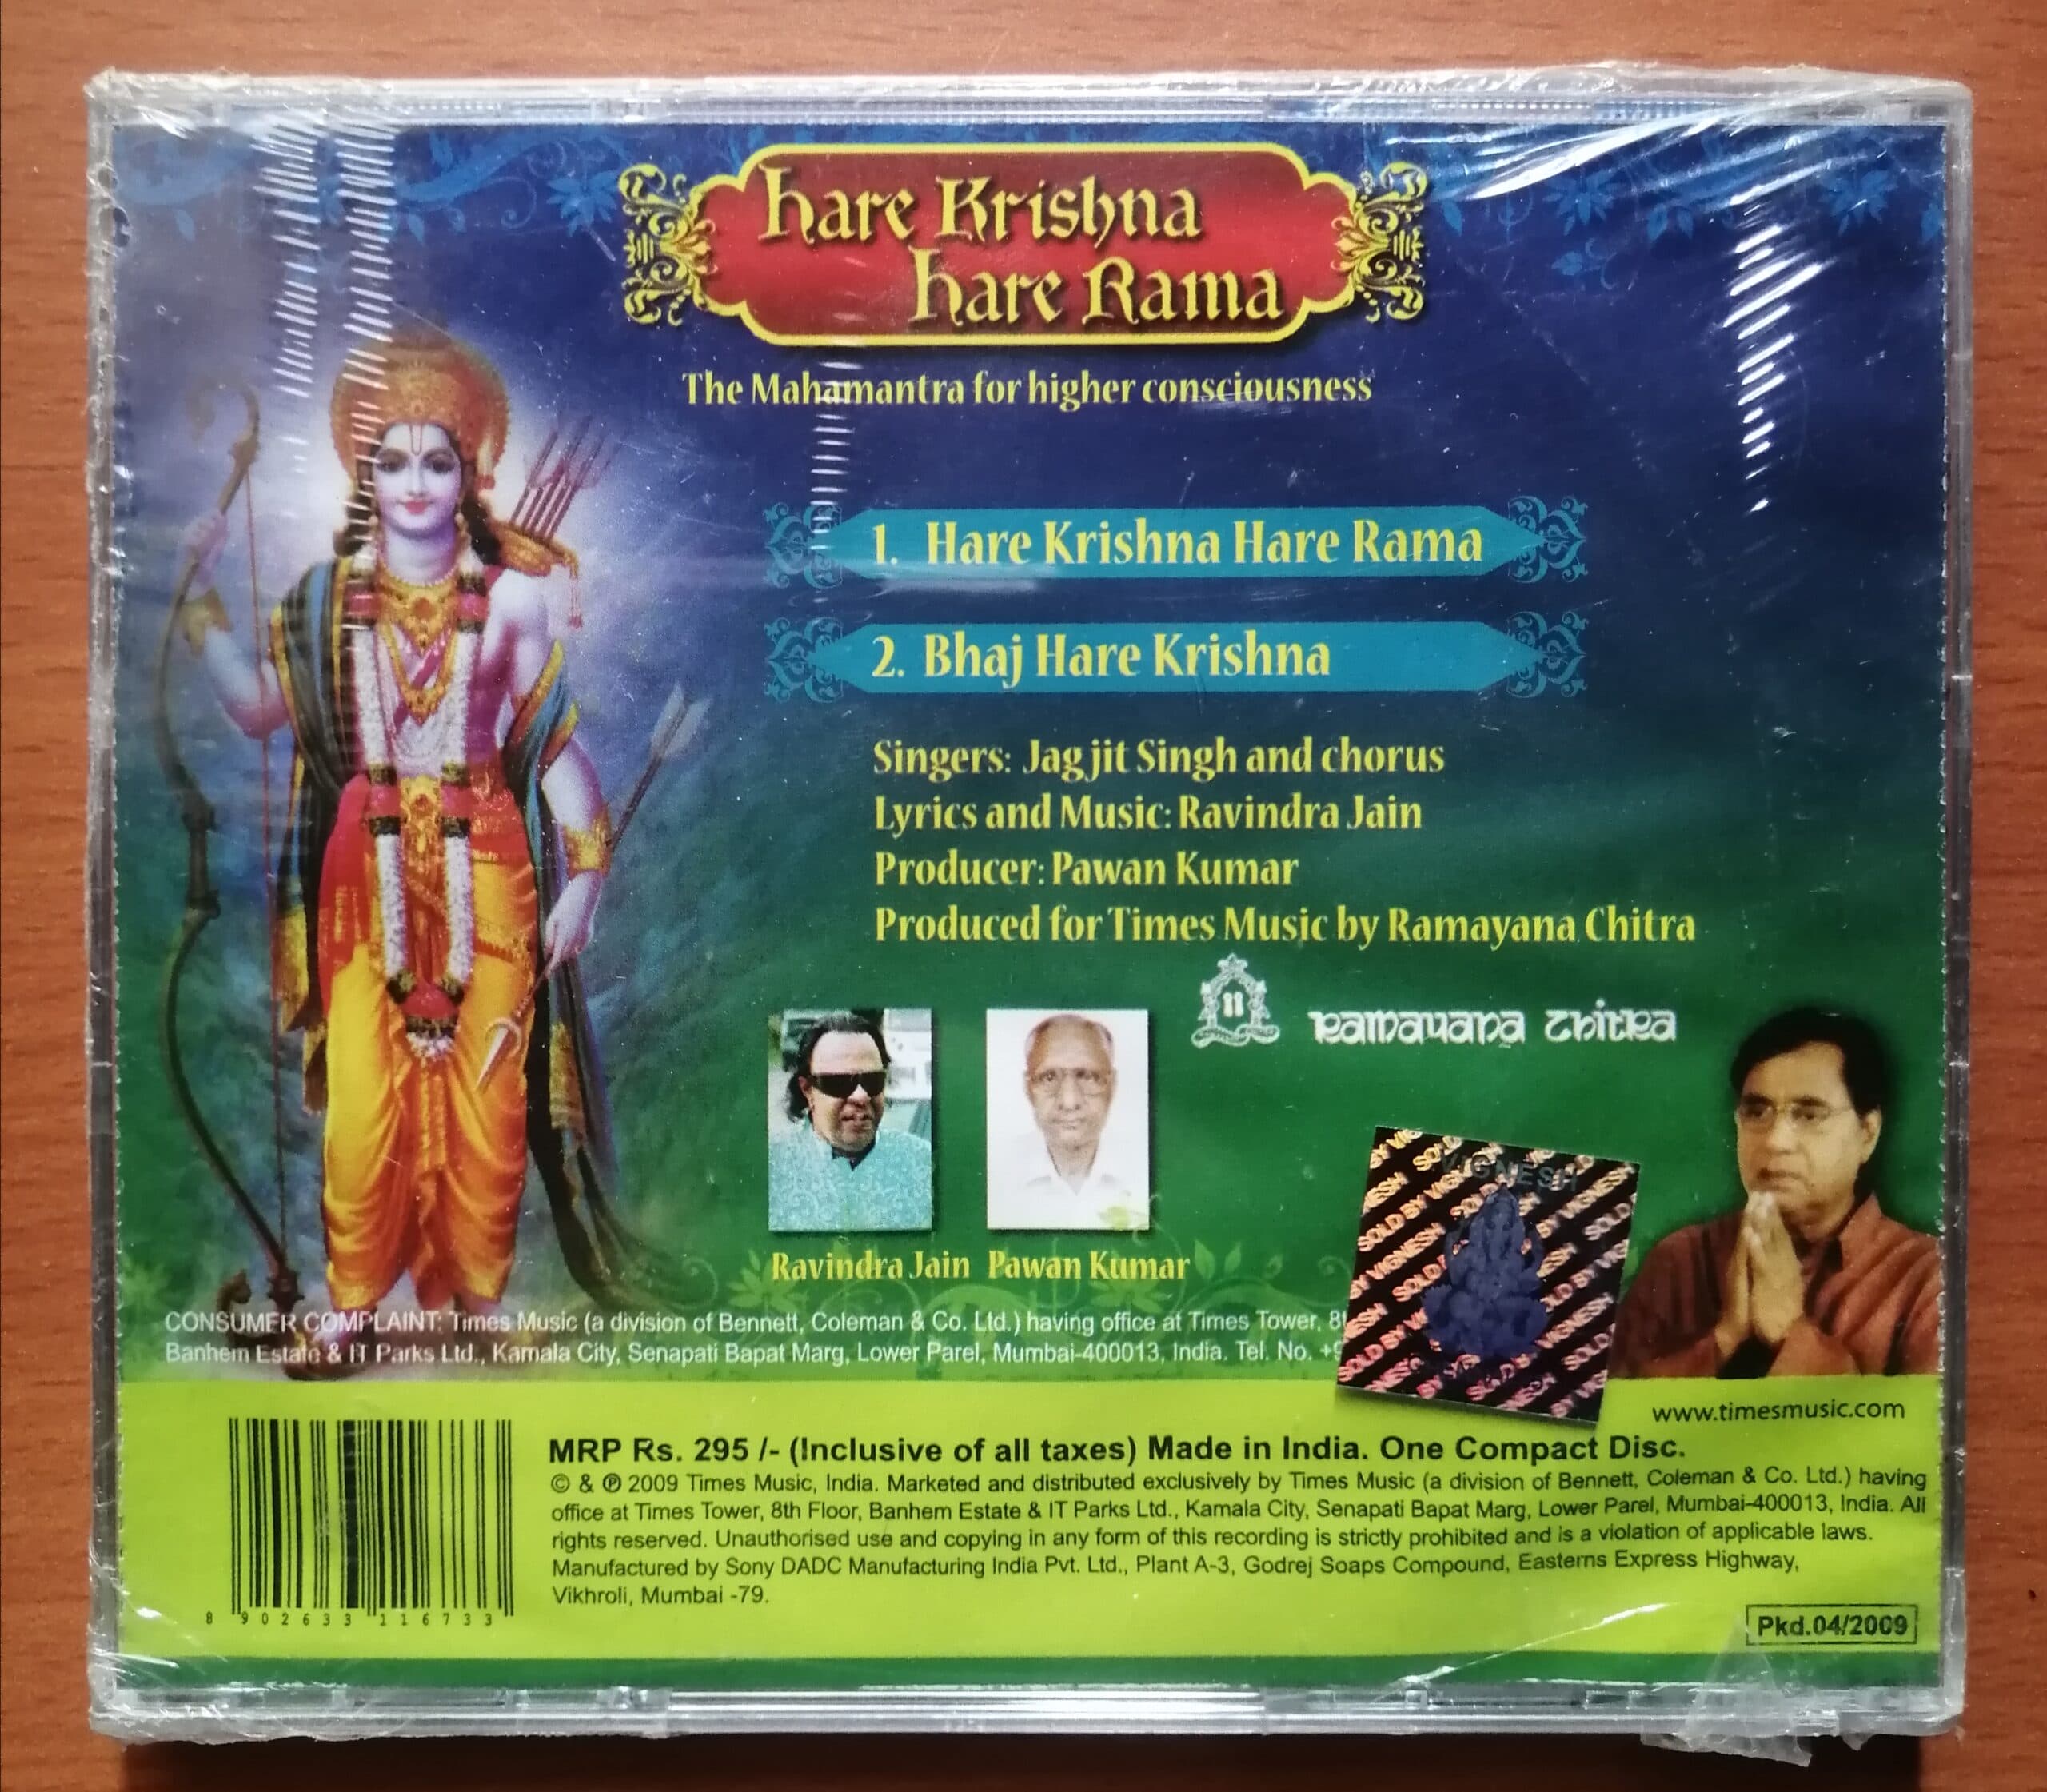 Hare Krishna
Hare Rama
The Mahamantra for higher consciousness
1. Hare Krishna Hare Rama
2. Bhaj Hare Krishna
Singers: Jagjit Singh and chorus
Lyrics and Music: Ravindra Jain
Producer: Pawan Kumar
Produced for Times Music by Ramayana Chitra
Ramayana Chitra
VIGNESH
SOLD BY VIGNESH
Ravindra Jain Pawan Kumar
CONSUMER COMPLAINT: Times Music (a division of Bennett, Coleman & Co. Ltd.) having office at Times Tower,
Banhem Estate & IT Parks Ltd., Kamala City, Senapati Bapat Marg, Lower Parel, Mumbai-400013, India. Tel. No.
www.timesmusic.com
MRP Rs. 295 /- (Inclusive of all taxes) Made in India. One Compact Disc.
© & ℗ 2009 Times Music, India. Marketed and distributed exclusively by Times Music (a division of Bennett, Coleman & Co. Ltd.) having
office at Times Tower, 8th Floor, Banhem Estate & IT Parks Ltd., Kamala City, Senapati Bapat Marg, Lower Parel, Mumbai-400013, India. All
rights reserved. Unauthorised use and copying in any form of this recording is strictly prohibited and is a violation of applicable laws.
Manufactured by Sony DADC Manufacturing India Pvt. Ltd., Plant A-3, Godrej Soaps Compound, Easterns Express Highway,
Vikhroli, Mumbai -79.
8 902633 116733
Pkd.04/2009